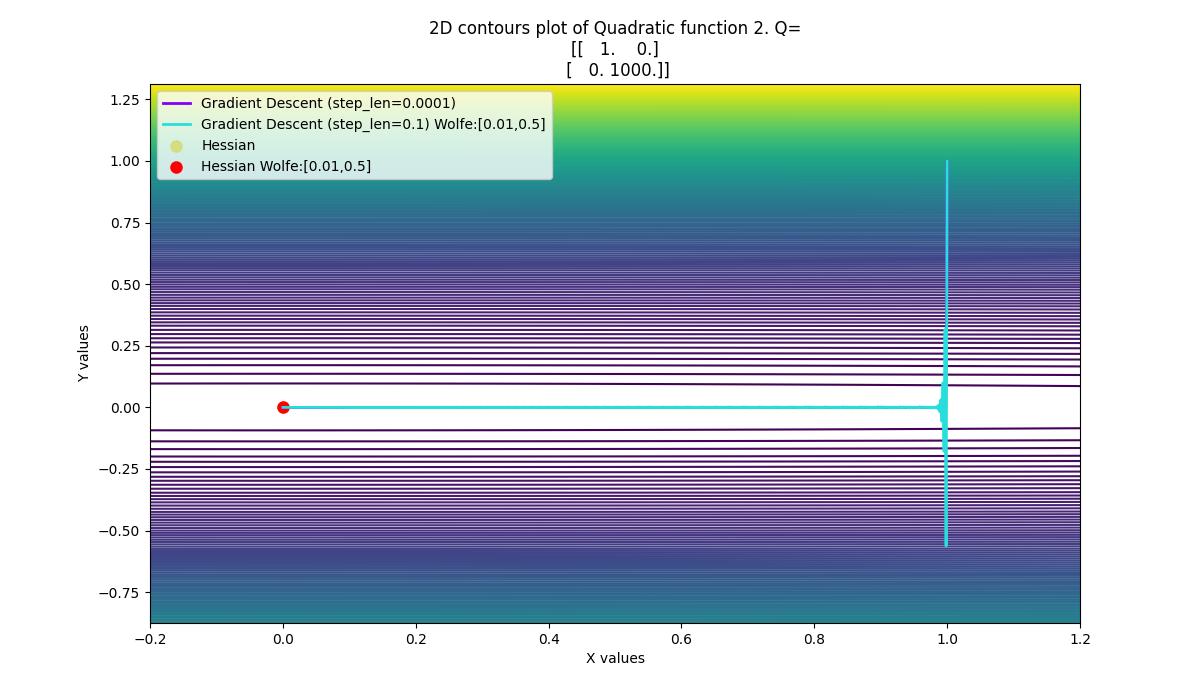 2D contours plot of Quadratic function 2. Q=
[[   1.    0.]
[   0. 1000.]]
Gradient Descent (step_len=0.0001)
Gradient Descent (step_len=0.1) Wolfe:[0.01,0.5]
Hessian
Hessian Wolfe:[0.01,0.5]
1.25
1.00
0.75
0.50
0.25
0.00
−0.25
−0.50
−0.75
Y values
−0.2
0.0
0.2
0.4
0.6
0.8
1.0
1.2
X values